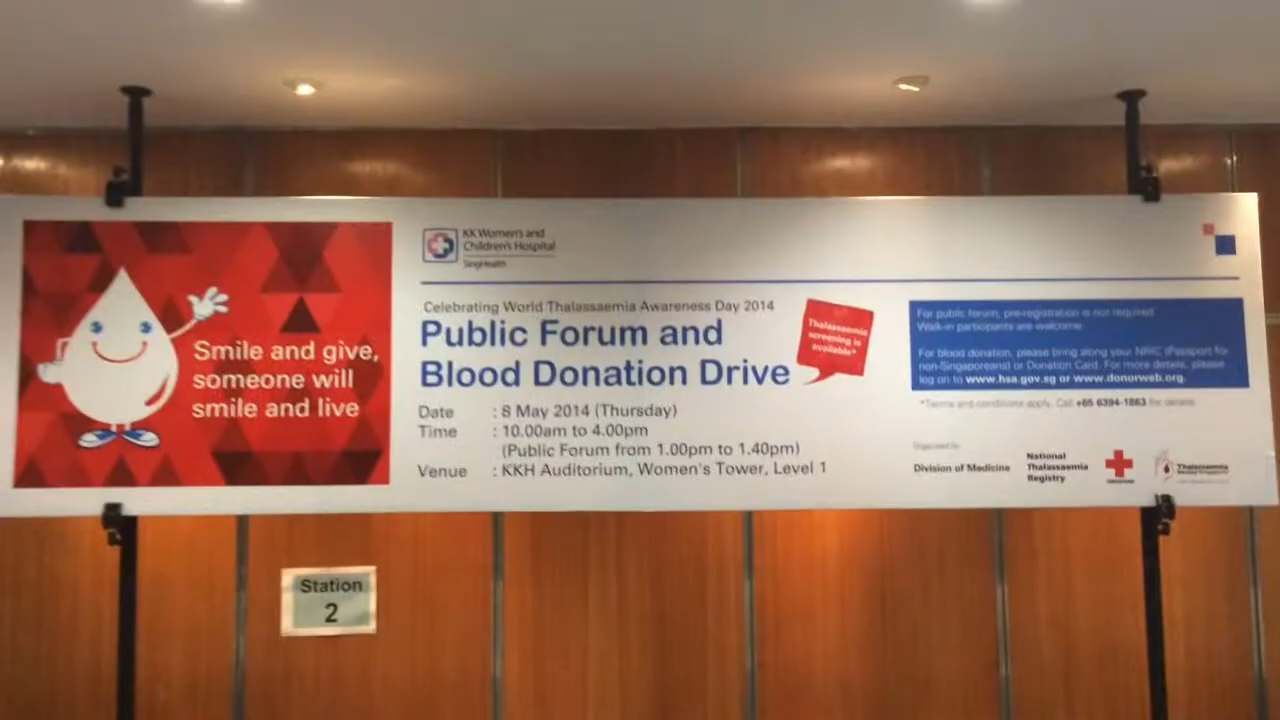 Smile and give,
someone will
smile and live
KK Women's and
Children's Hospital
SingHealth
Celebrating World Thalassaemia Awareness Day 2014
Public Forum and
Blood Donation Drive
Thalassaemia
screening is
available*
Date : 8 May 2014 (Thursday)
Time : 10.00am to 4.00pm
(Public Forum from 1.00pm to 1.40pm)
Venue : KKH Auditorium, Women's Tower, Level 1
For public forum, pre-registration is not required
Walk-in participants are welcome.
For blood donation, please bring along your NRIC (Passport for
non-Singaporeans) or Donation Card. For more details, please
log on to www.hsa.gov.sg or www.donorweb.org.
*Terms and conditions apply. Call +65 6394-1863 for details.
Organised by:
Division of Medicine
National
Thalassaemia
Registry
Thalassaemia
Station
2